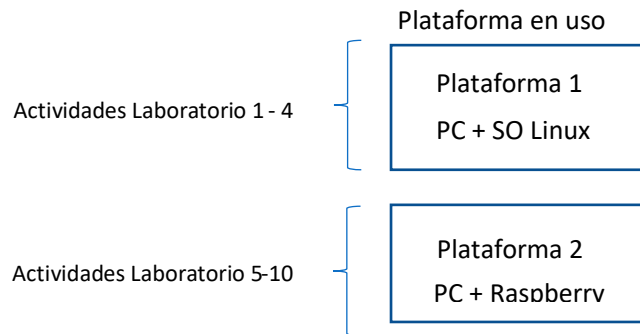 Plataforma en uso
Actividades Laboratorio 1 - 4
Plataforma 1
PC + SO Linux
Actividades Laboratorio 5-10
Plataforma 2
PC + Raspberry